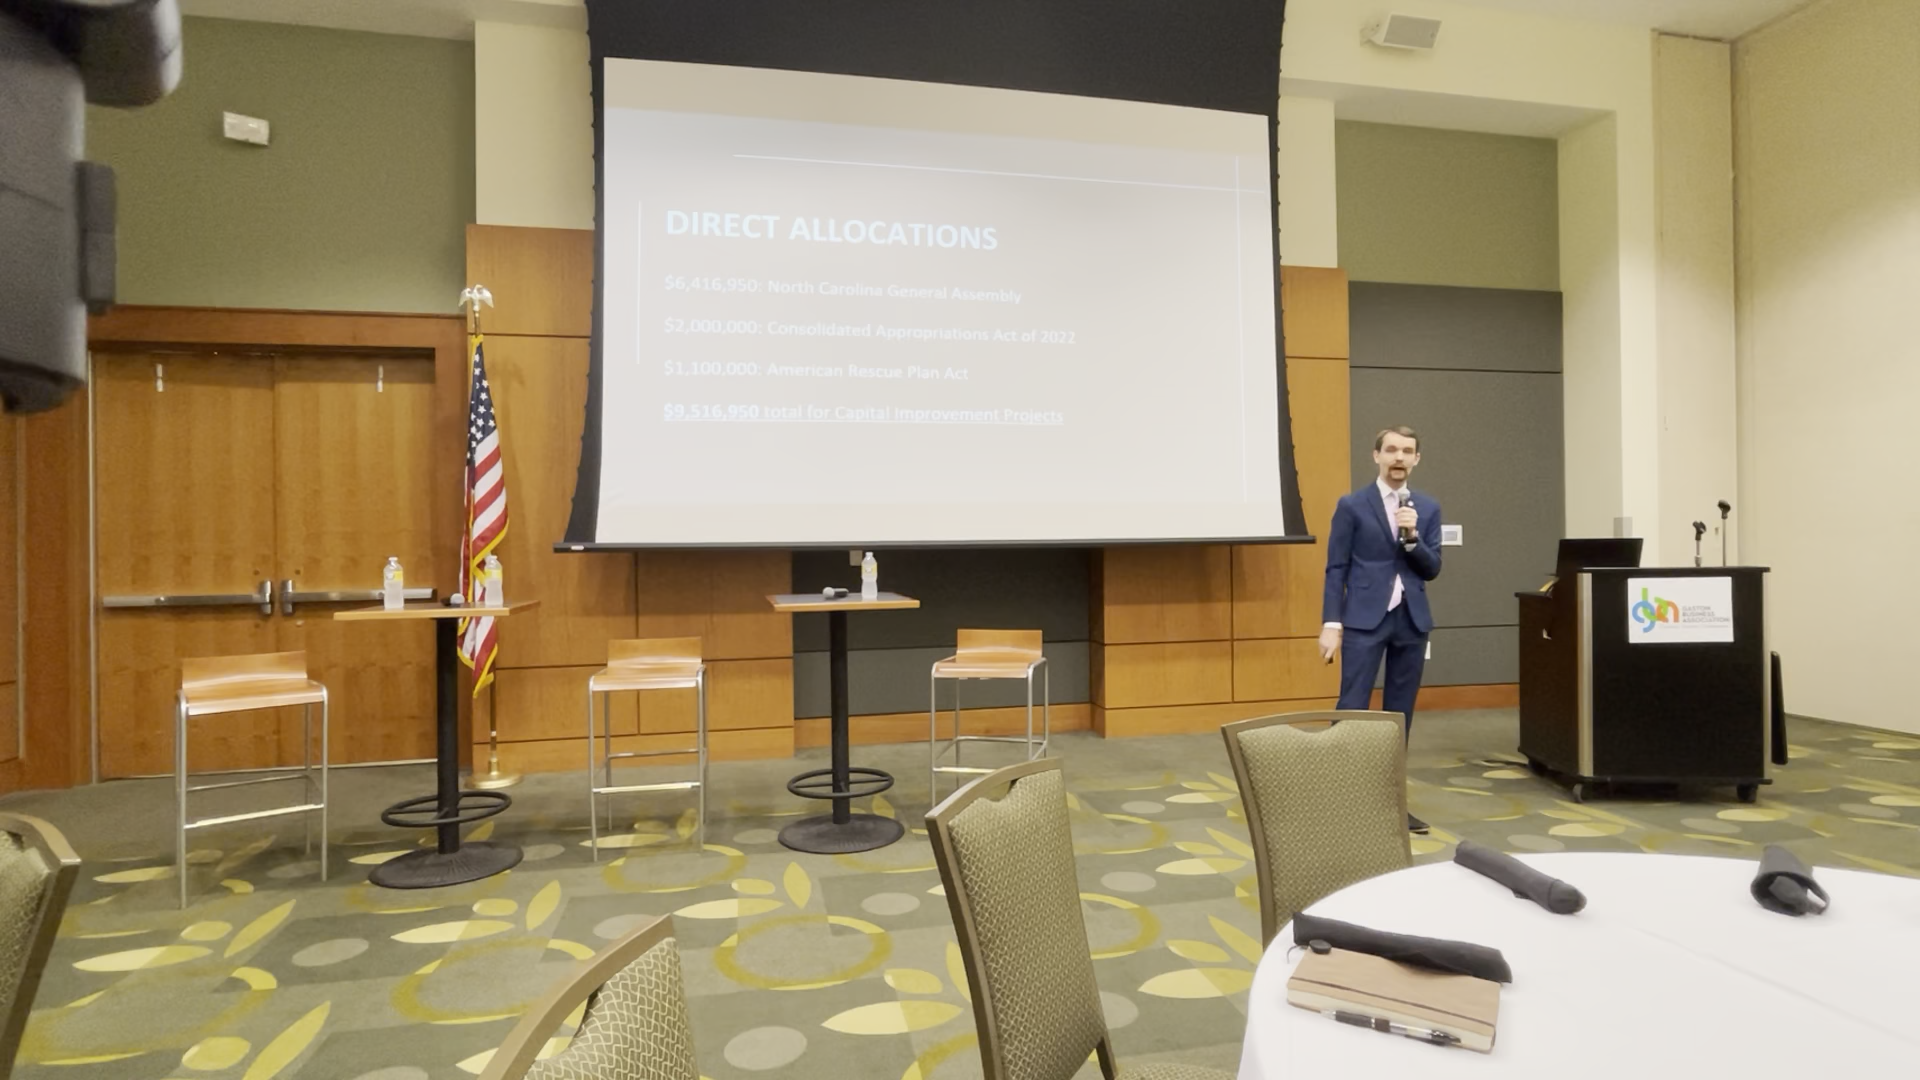 DIRECT ALLOCATIONS
$6,416,950: North Carolina General Assembly
$2,000,000: Consolidated Appropriations Act of 2022
$1,100,000: American Rescue Plan Act
$9,516,950 total for Capital Improvement Projects
gba
GASTON
BUSINESS
ASSOCIATION